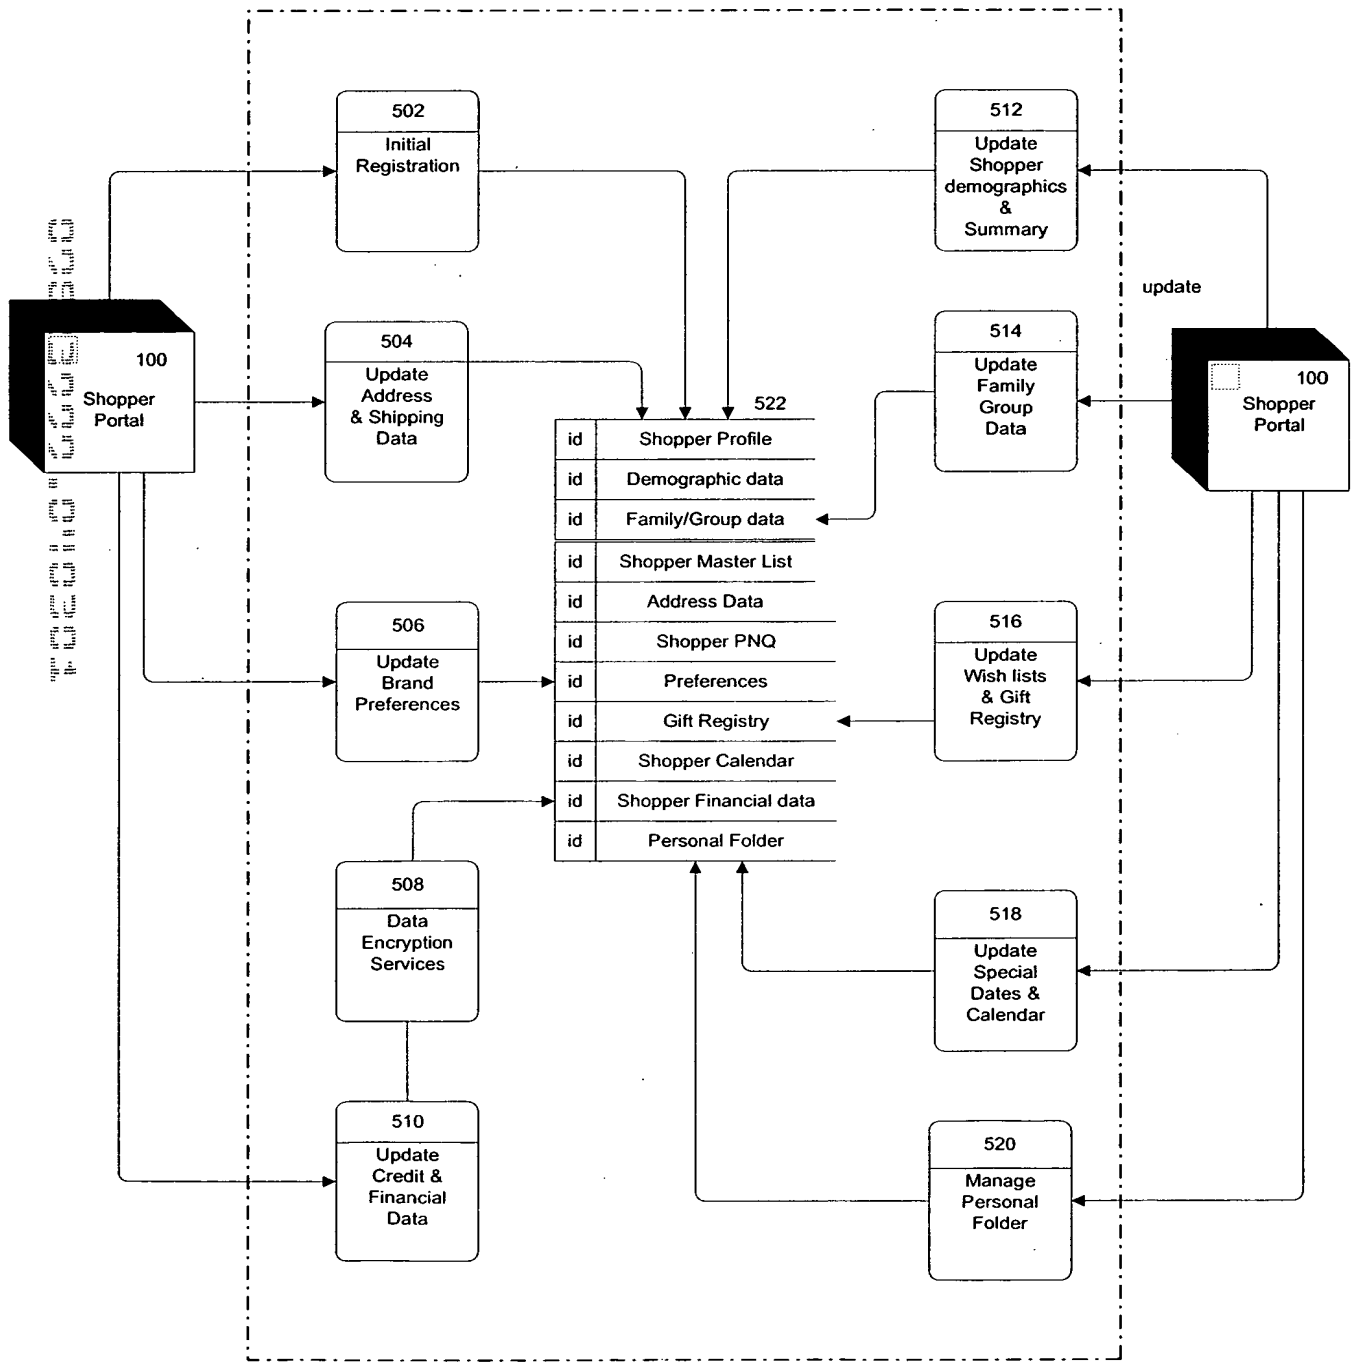 502
Initial
Registration
512
Update
Shopper
demographics
&
Summary
update
100
Shopper
Portal
504
Update
Address
& Shipping
Data
514
Update
Family
Group
Data
100
Shopper
Portal
522
id Shopper Profile
id Demographic data
id Family/Group data
id Shopper Master List
id Address Data
id Shopper PNQ
id Preferences
id Gift Registry
id Shopper Calendar
id Shopper Financial data
id Personal Folder
506
Update
Brand
Preferences
516
Update
Wish lists
& Gift
Registry
508
Data
Encryption
Services
518
Update
Special
Dates &
Calendar
510
Update
Credit &
Financial
Data
520
Manage
Personal
Folder